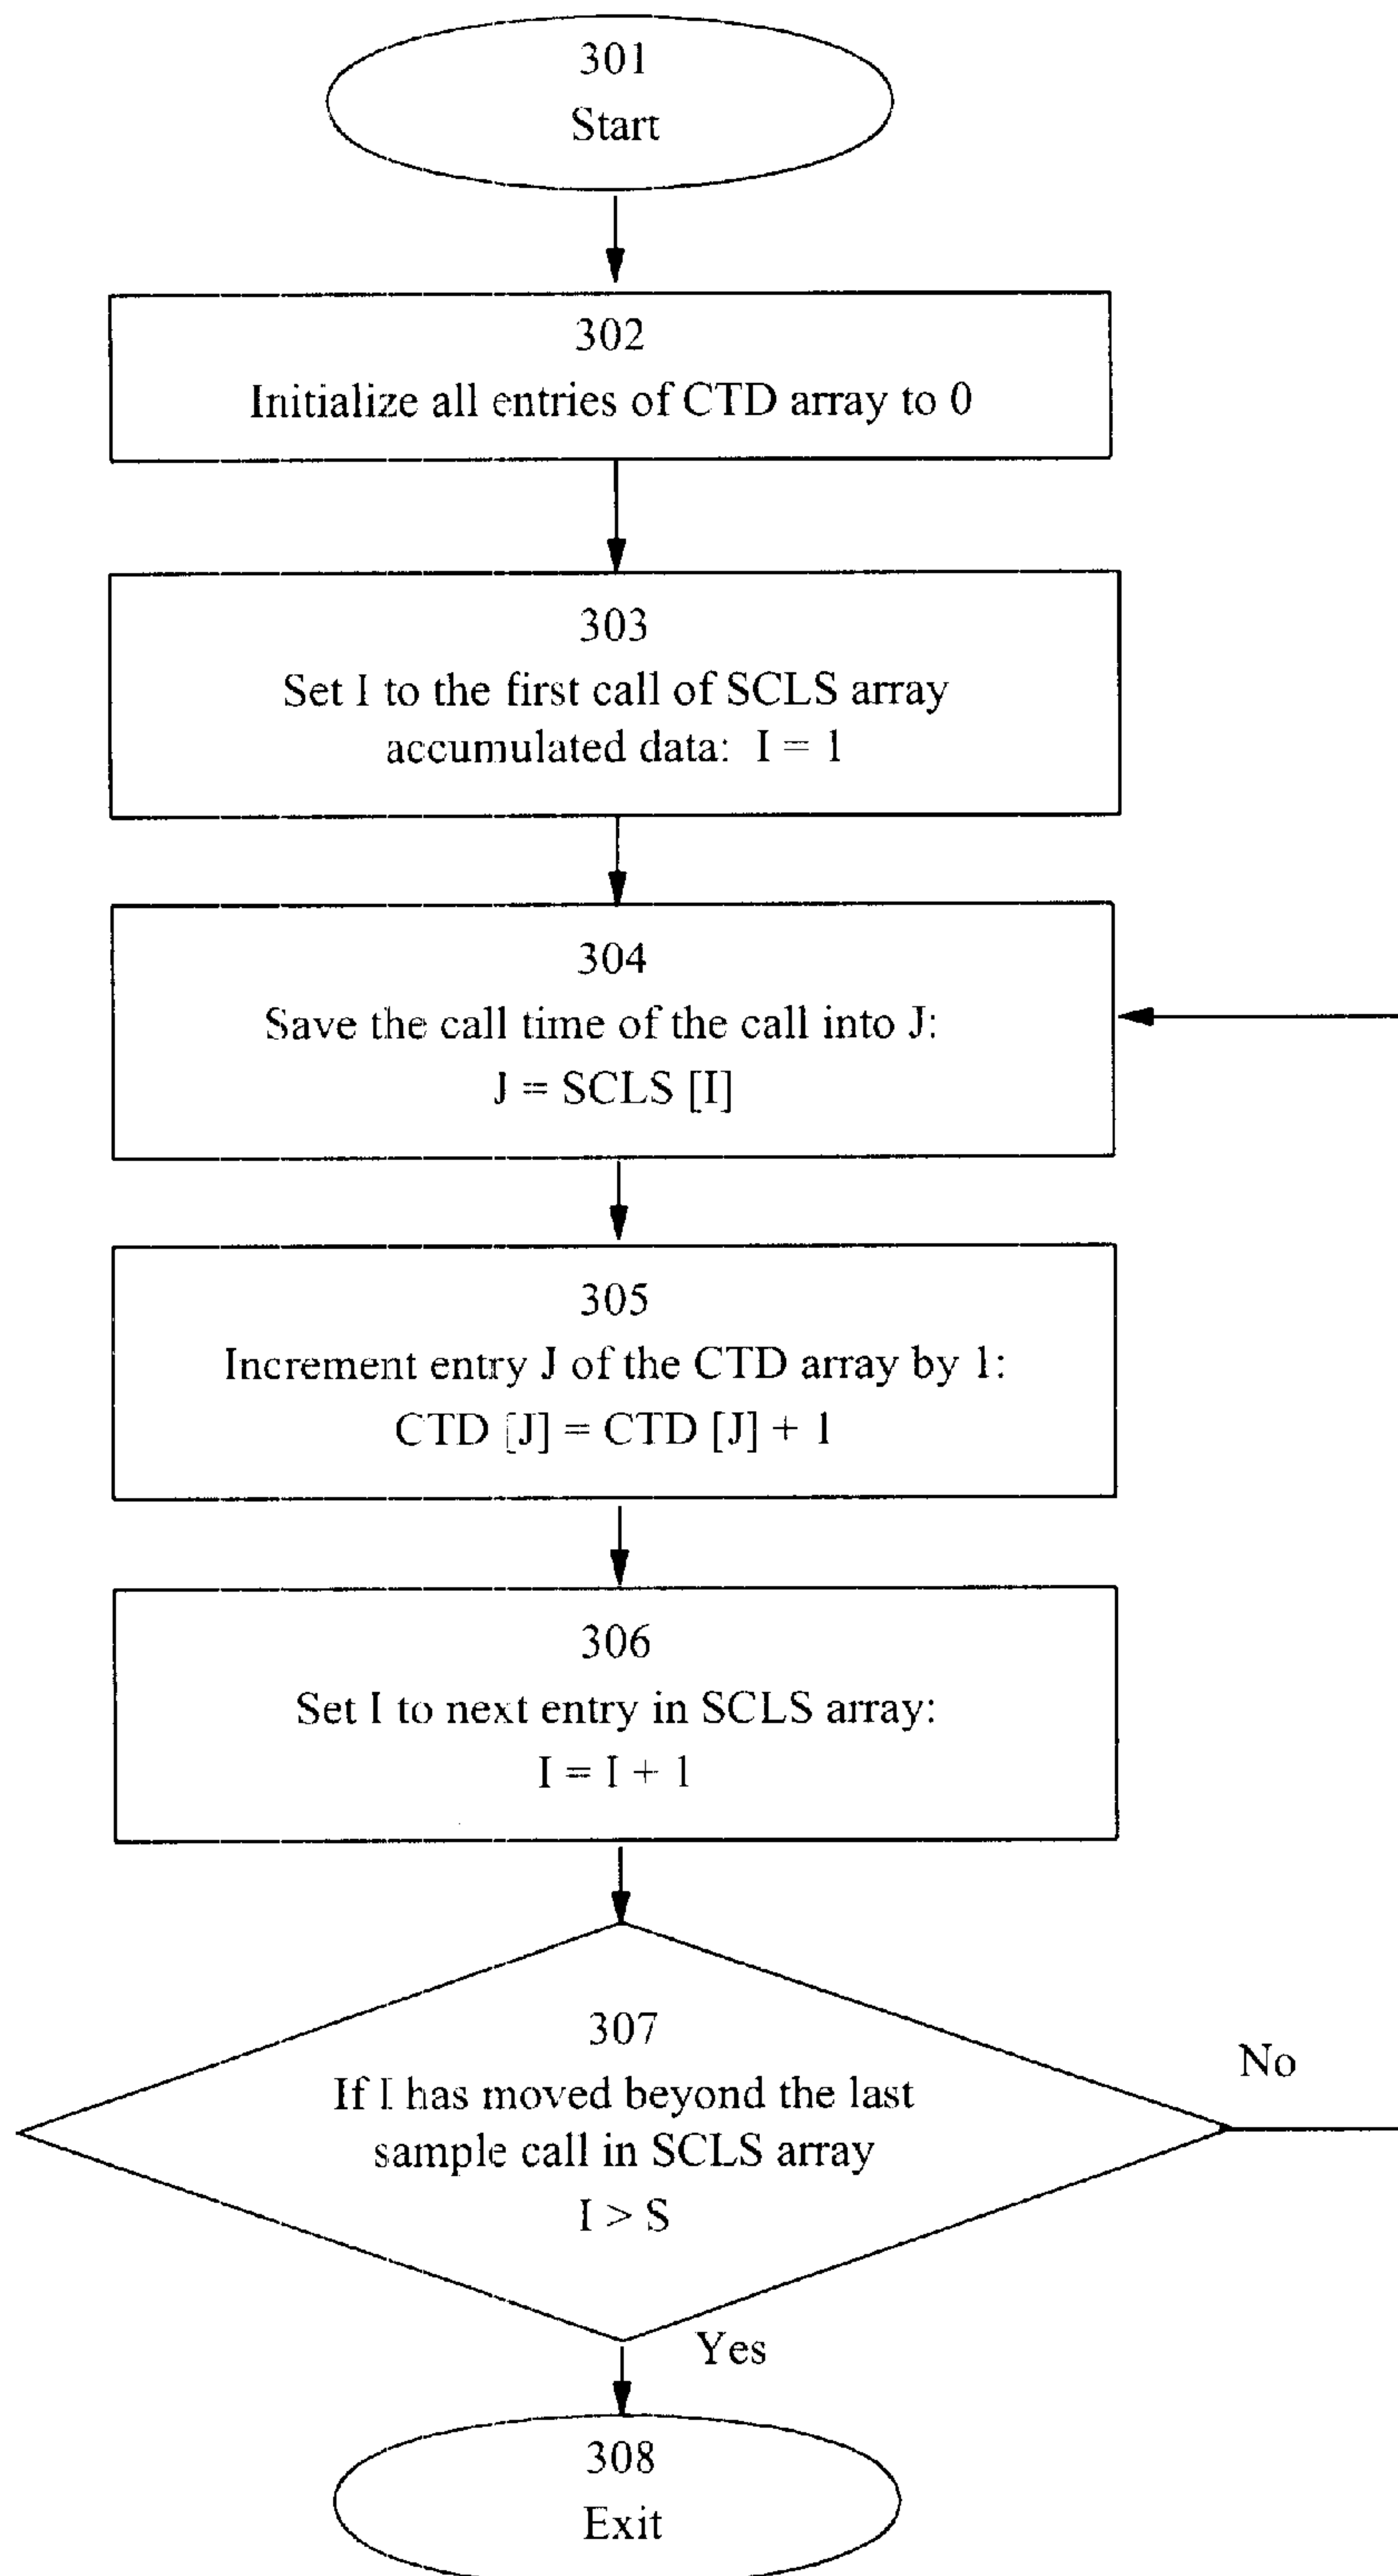 301
Start
302
Initialize all entries of CTD array to 0
303
Set I to the first call of SCLS array
accumulated data: I = 1
304
Save the call time of the call into J:
J = SCLS [I]
305
Increment entry J of the CTD array by 1:
CTD [J] = CTD [J] + 1
306
Set I to next entry in SCLS array:
I = I + 1
307
If I has moved beyond the last
sample call in SCLS array
I > S
No
Yes
308
Exit